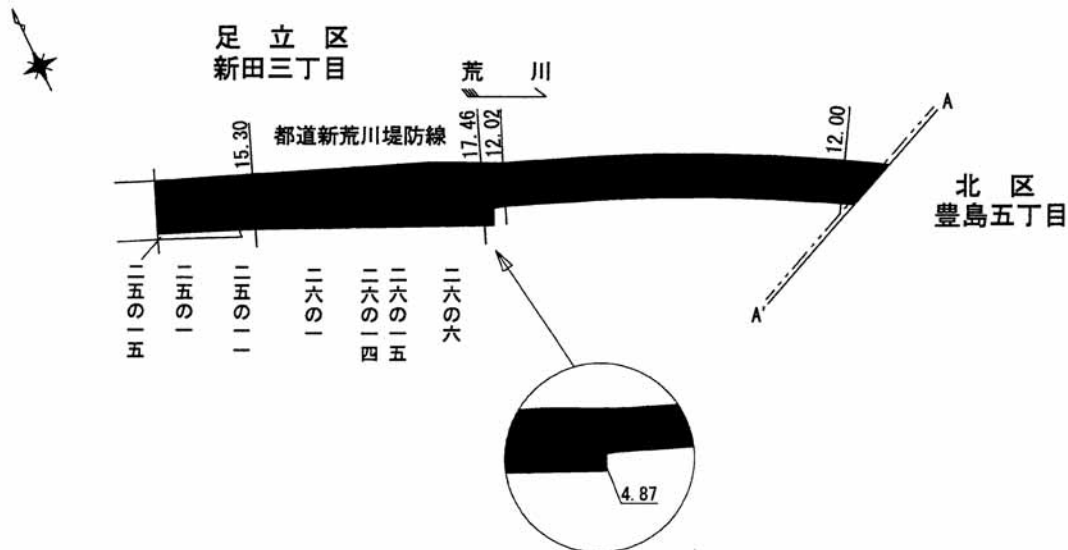 足立区
新田三丁目
荒川
都道新荒川堤防線
15.30
17.46
12.02
12.00
A
北区
豊島五丁目
A'
二五の一五
二五の一
二五の一一
二六の一
二六の一四
二六の一五
二六の六
4.87